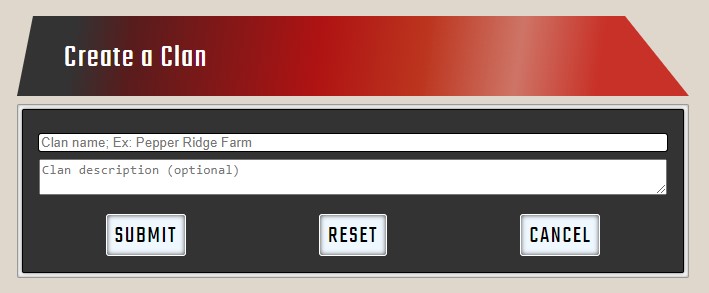 Create a Clan
Clan name; Ex: Pepper Ridge Farm
Clan description (optional)
SUBMIT RESET CANCEL